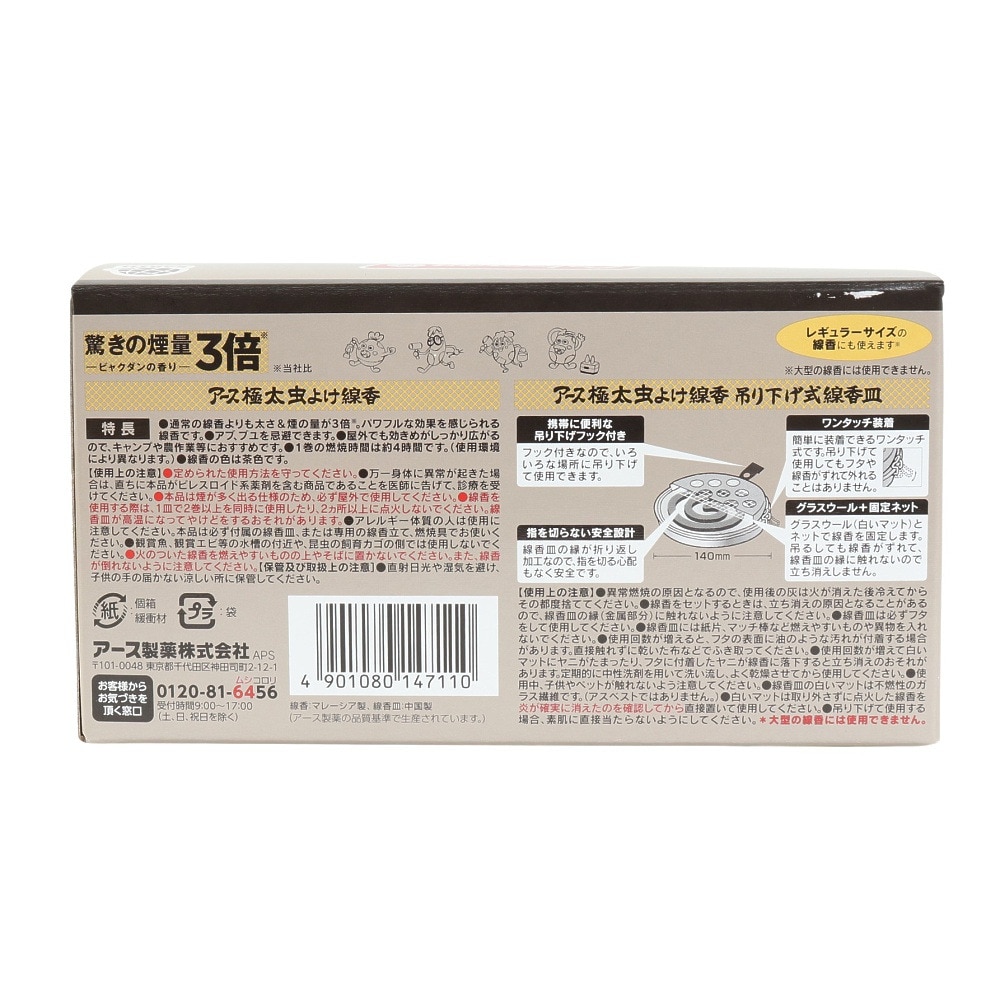 驚きの煙量3倍※
―ビャクダンの香り―
※当社比
レギュラーサイズの
線香にも使えます※
※大型の線香には使用できません。
アース極太虫よけ線香
特長
●通常の線香よりも太さ&煙の量が3倍※。パワフルな効果を感じられる
線香です。●アブ、ブユを忌避できます。●屋外でも効きめがしっかり広がる
ので、キャンプや農作業等におすすめです。●1巻の燃焼時間は約4時間です。(使用環境
により異なります。)●線香の色は茶色です。
【使用上の注意】●定められた使用方法を守ってください。●万一身体に異常が起きた場
合は、直ちに本品がピレスロイド系薬剤を含む商品であることを医師に告げて、診療を受
けてください。●本品は煙が多く出る仕様のため、必ず屋外で使用してください。●線香を
使用する際は、1皿で2巻以上を同時に使用したり、2カ所以上に点火しないでください。線
香皿が高温になってやけどをするおそれがあります。●アレルギー体質の人は使用に
注意してください。本品は必ず付属の線香皿、または専用の線香立て、燃焼具でお使いく
ださい。●観賞魚、観賞エビ等の水槽の付近や、昆虫の飼育カゴの側では使用しないでく
ださい。●火のついた線香を燃えやすいものの上やそばに置かないでください。また、線香
が倒れないように注意してください。【保管及び取扱上の注意】●直射日光や湿気を避け、
子供の手の届かない涼しい所に保管してください。
紙
個箱
緩衝材
プラ
:袋
アース製薬株式会社 APS
〒101-0048 東京都千代田区神田司町2-12-1
お客様から
お気づきを
頂く窓口
ムシコロリ
0120-81-6456
受付時間9:00~17:00
(土、日、祝日を除く)
4 901080 147110
線香:マレーシア製、線香皿:中国製
(アース製薬の品質基準で生産されています。)
アース極太虫よけ線香 吊り下げ式線香皿
携帯に便利な
吊り下げフック付き
フック付きなので、いろ
いろな場所に吊り下げ
て使用できます。
ワンタッチ装着
簡単に装着できるワンタッチ
式です。吊り下げて
使用してもフタや
線香がずれて外れる
ことはありません。
指を切らない安全設計
線香皿の縁が折り返し
加工なので、指を切る心配
もなく安全です。
140mm
グラスウール+固定ネット
グラスウール(白いマット)と
ネットで線香を固定します。
吊るしても線香がずれて、
線香皿の縁に触れないので
立ち消えしません。
【使用上の注意】●異常燃焼の原因となるので、使用後の灰は火が消えた後冷えてから
その都度捨ててください。●線香をセットするときは、立ち消えの原因となることがある
ので、線香皿の縁(金属部分)に触れないように注意してください。●線香皿は必ずフタ
をして使用してください。●線香皿には紙片、マッチ棒など燃えやすいものや異物を入れ
ないでください。●使用回数が増えると、フタの表面に油のような汚れが付着する場合
があります。直接触れずに乾いた布などでふき取ってください。●使用回数が増えて白い
マットにヤニがたまったり、フタに付着したヤニが線香に落下すると立ち消えのおそれが
あります。定期的に中性洗剤を用いて洗い流し、よく乾燥させてから使用してください。●使
用中、子供やペットが触れないよう注意してください。●線香皿の白いマットは不燃性のガ
ラス繊維です。(アスベストではありません。)●白いマットは取り外さずに点火した線香を
炎が確実に消えたのを確認してから直接置いて使用してください。●吊り下げて使用する
場合、素肌に直接当たらないようにしてください。＊大型の線香には使用できません。